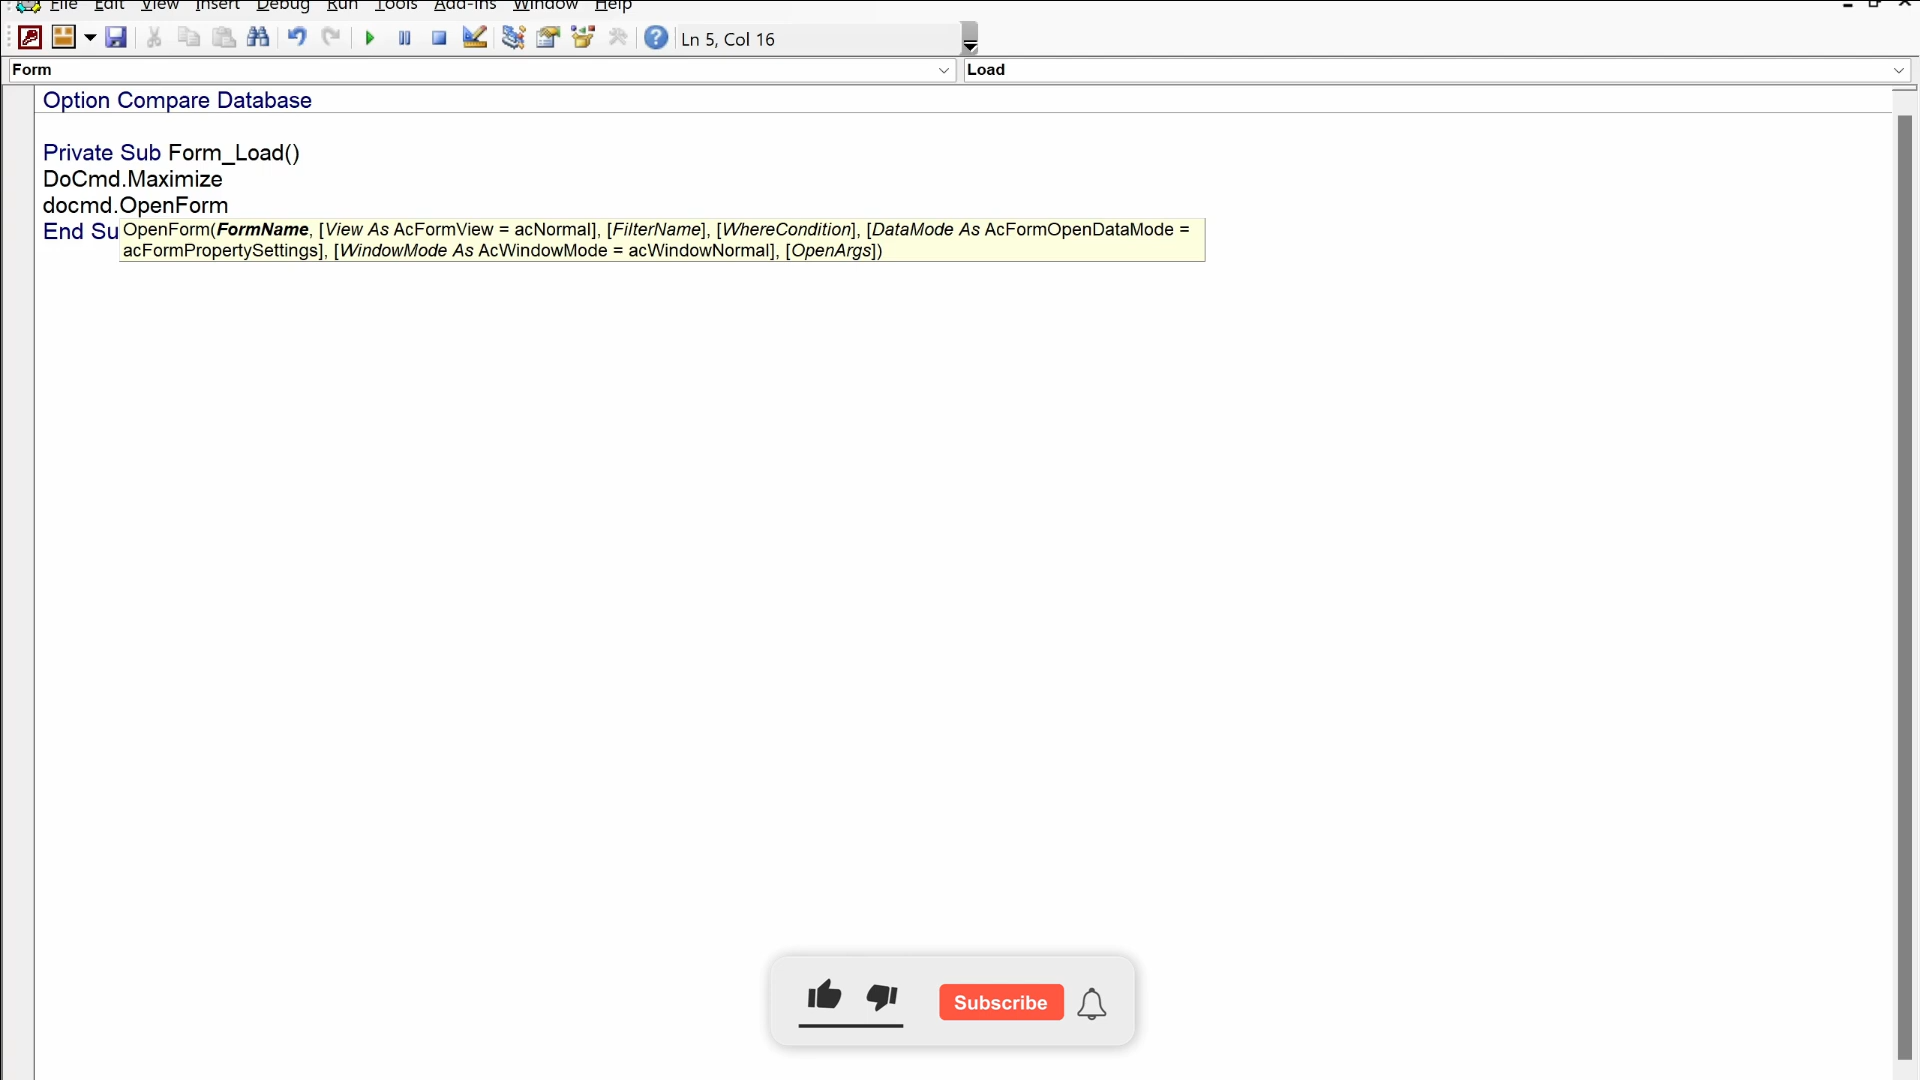 File Edit View Insert Debug Run Tools Add-Ins Window Help
Ln 5, Col 16
Form Load
Option Compare Database
Private Sub Form_Load()
DoCmd.Maximize
docmd.OpenForm
End Su
OpenForm(FormName, [View As AcFormView = acNormal], [FilterName], [WhereCondition], [DataMode As AcFormOpenDataMode =
acFormPropertySettings], [WindowMode As AcWindowMode = acWindowNormal], [OpenArgs])
Subscribe